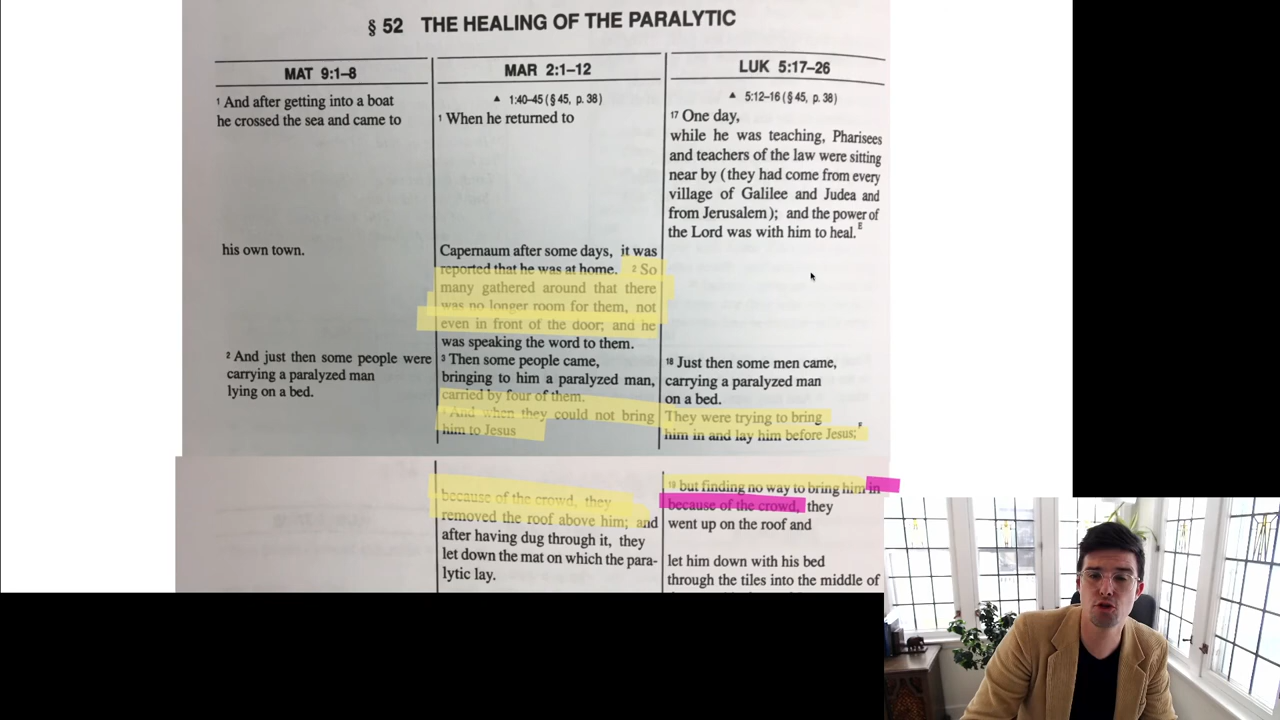 § 52 THE HEALING OF THE PARALYTIC
MAT 9:1–8
¹ And after getting into a boat
he crossed the sea and came to
his own town.
² And just then some people were
carrying a paralyzed man
lying on a bed.
MAR 2:1–12
▲ 1:40–45 (§ 45, p. 38)
¹ When he returned to
Capernaum after some days, it was
reported that he was at home. ² So
many gathered around that there
was no longer room for them, not
even in front of the door; and he
was speaking the word to them.
³ Then some people came,
bringing to him a paralyzed man,
carried by four of them.
And when they could not bring
him to Jesus
because of the crowd, they
removed the roof above him; and
after having dug through it, they
let down the mat on which the para-
lytic lay.
LUK 5:17–26
▲ 5:12–16 (§ 45, p. 38)
¹⁷ One day,
while he was teaching, Pharisees
and teachers of the law were sitting
near by (they had come from every
village of Galilee and Judea and
from Jerusalem); and the power of
the Lord was with him to heal.ᴱ
¹⁸ Just then some men came,
carrying a paralyzed man
on a bed.
They were trying to bring
him in and lay him before Jesus;ꟳ
¹⁹ but finding no way to bring him in
because of the crowd, they
went up on the roof and
let him down with his bed
through the tiles into the middle of